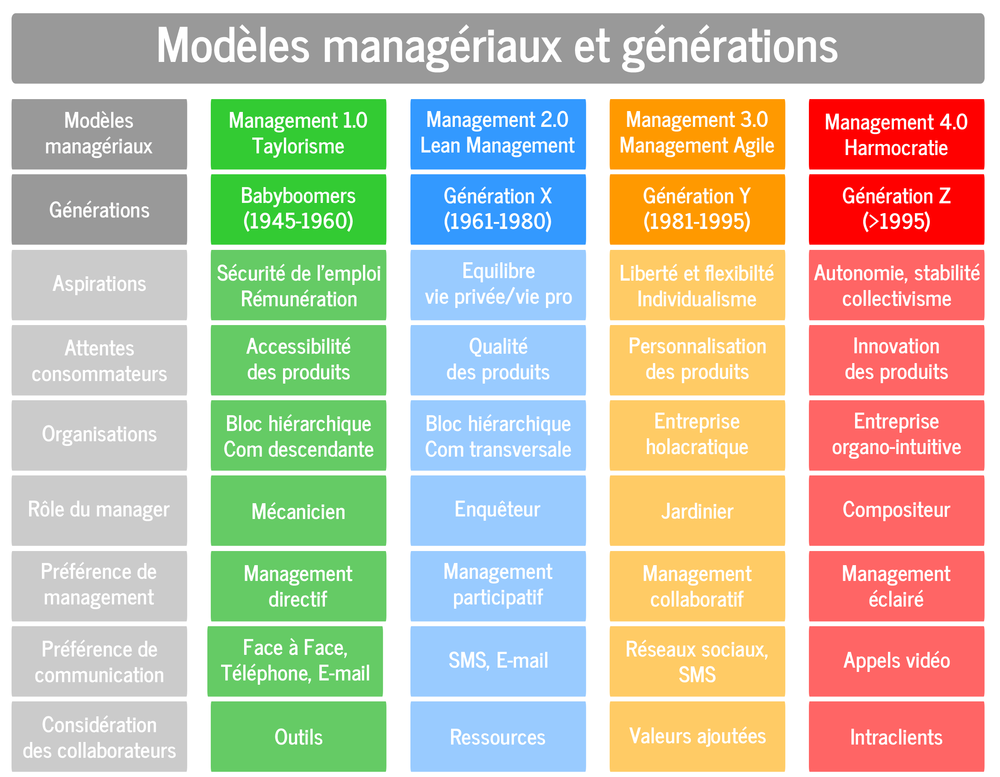 Modèles managériaux et générations
Modèles
managériaux
Management 1.0
Taylorisme
Management 2.0
Lean Management
Management 3.0
Management Agile
Management 4.0
Harmocratie
Générations
Babyboomers
(1945-1960)
Génération X
(1961-1980)
Génération Y
(1981-1995)
Génération Z
(>1995)
Aspirations
Sécurité de l'emploi
Rémunération
Equilibre
vie privée/vie pro
Liberté et flexibilté
Individualisme
Autonomie, stabilité
collectivisme
Attentes
consommateurs
Accessibilité
des produits
Qualité
des produits
Personnalisation
des produits
Innovation
des produits
Organisations
Bloc hiérarchique
Com descendante
Bloc hiérarchique
Com transversale
Entreprise
holacratique
Entreprise
organo-intuitive
Rôle du manager
Mécanicien
Enquêteur
Jardinier
Compositeur
Préférence de
management
Management
directif
Management
participatif
Management
collaboratif
Management
éclairé
Préférence de
communication
Face à Face,
Téléphone, E-mail
SMS, E-mail
Réseaux sociaux,
SMS
Appels vidéo
Considération
des collaborateurs
Outils
Ressources
Valeurs ajoutées
Intraclients